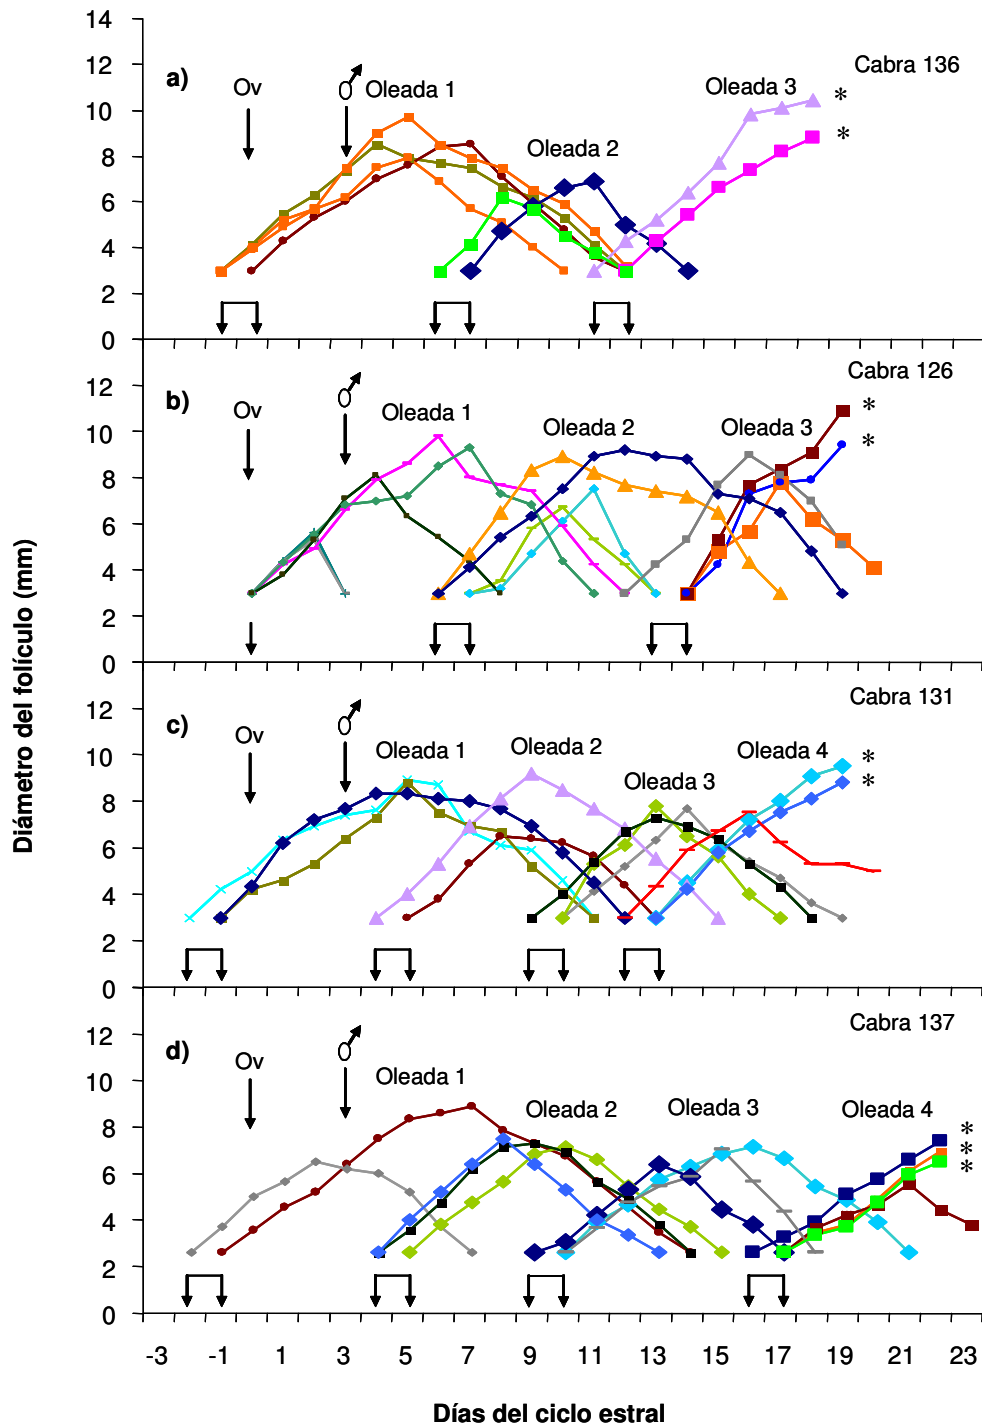 14
12
10
8
6
4
2
0
a)
Ov
Oleada 1
Oleada 2
Oleada 3
Cabra 136
*
*
12
10
8
6
4
2
0
b)
Ov
Oleada 1
Oleada 2
Oleada 3
Cabra 126
*
*
12
10
8
6
4
2
0
c)
Ov
Oleada 1
Oleada 2
Oleada 3
Oleada 4
Cabra 131
*
*
12
10
8
6
4
2
0
d)
Ov
Oleada 1
Oleada 2
Oleada 3
Oleada 4
Cabra 137
*
*
*
-3 -1 1 3 5 7 9 11 13 15 17 19 21 23
Diámetro del folículo (mm)
Días del ciclo estral